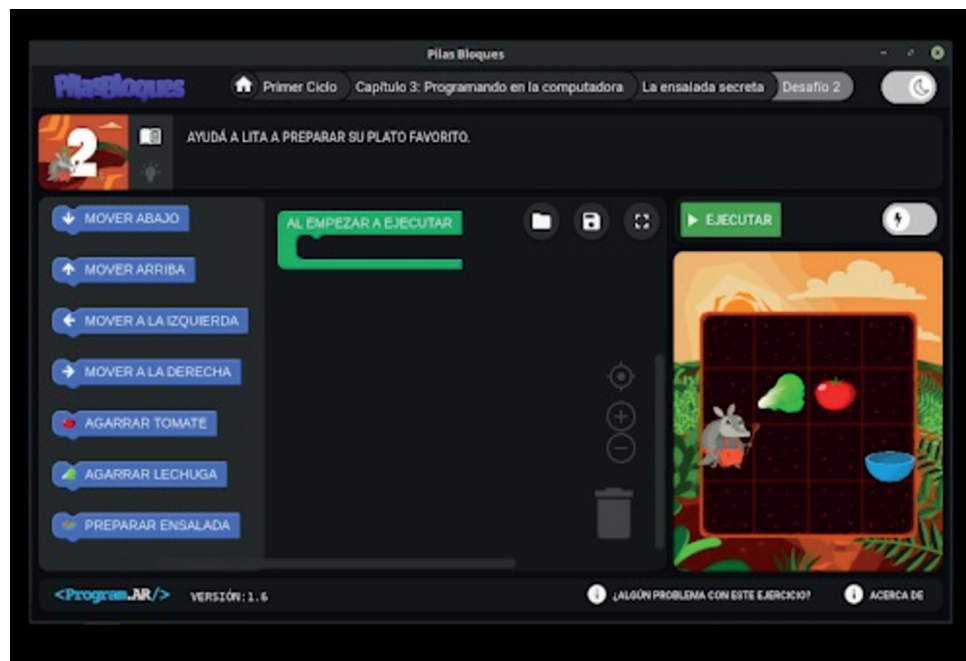 Pilas Bloques
PilasBloques
Primer Ciclo
Capítulo 3: Programando en la computadora
La ensalada secreta
Desafío 2
2
AYUDÁ A LITA A PREPARAR SU PLATO FAVORITO.
MOVER ABAJO
MOVER ARRIBA
MOVER A LA IZQUIERDA
MOVER A LA DERECHA
AGARRAR TOMATE
AGARRAR LECHUGA
PREPARAR ENSALADA
AL EMPEZAR A EJECUTAR
EJECUTAR
<Program.AR/>
VERSIÓN:1.6
¿ALGÚN PROBLEMA CON ESTE EJERCICIO?
ACERCA DE